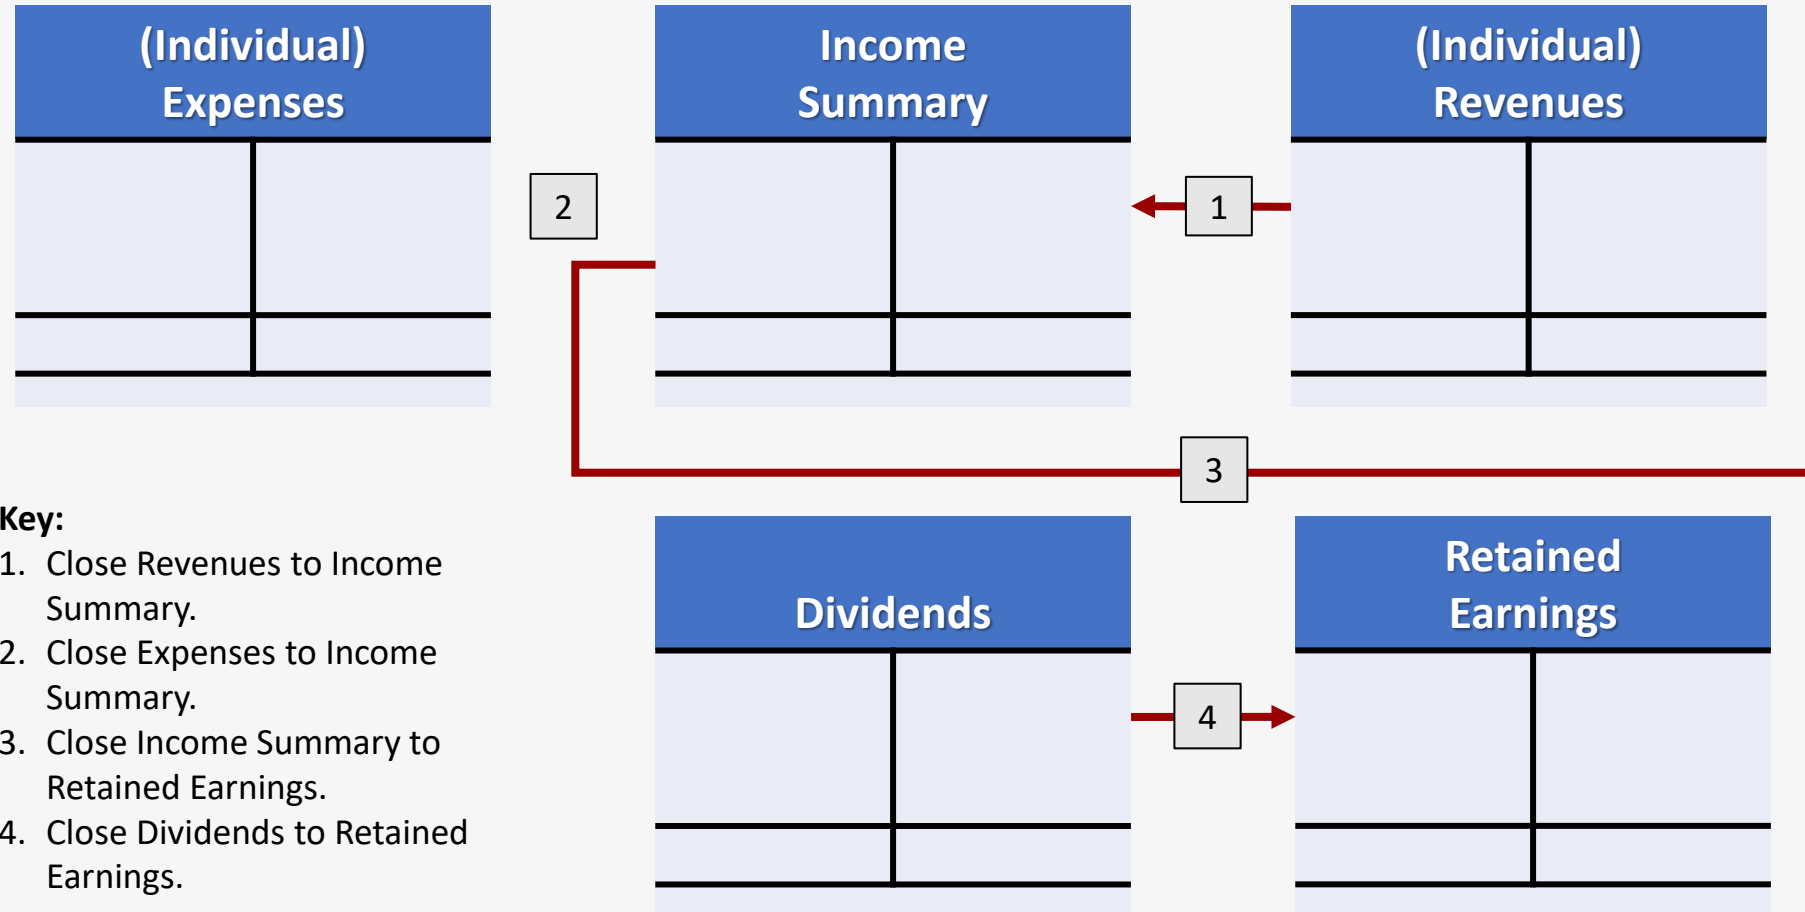 (Individual)
Expenses
Income
Summary
(Individual)
Revenues
2
1
3
Key:
1. Close Revenues to Income
Summary.
2. Close Expenses to Income
Summary.
3. Close Income Summary to
Retained Earnings.
4. Close Dividends to Retained
Earnings.
Dividends
Retained
Earnings
4